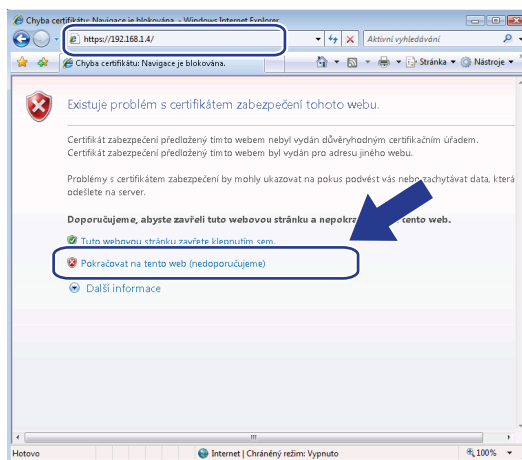 Chyba certifikátu: Navigace je blokována. - Windows Internet Explorer
https://192.168.1.4/
Aktivní vyhledávání
Chyba certifikátu: Navigace je blokována.
Stránka
Nástroje
Existuje problém s certifikátem zabezpečení tohoto webu.
Certifikát zabezpečení předložený tímto webem nebyl vydán důvěryhodným certifikačním úřadem.
Certifikát zabezpečení předložený tímto webem byl vydán pro adresu jiného webu.
Problémy s certifikátem zabezpečení by mohly ukazovat na pokus podvést vás nebo zachytávat data, která
odešlete na server.
Doporučujeme, abyste zavřeli tuto webovou stránku a nepokra tento web.
Tuto webovou stránku zavřete klepnutím sem.
Pokračovat na tento web (nedoporučujeme)
Další informace
Hotovo
Internet | Chráněný režim: Vypnuto
100%